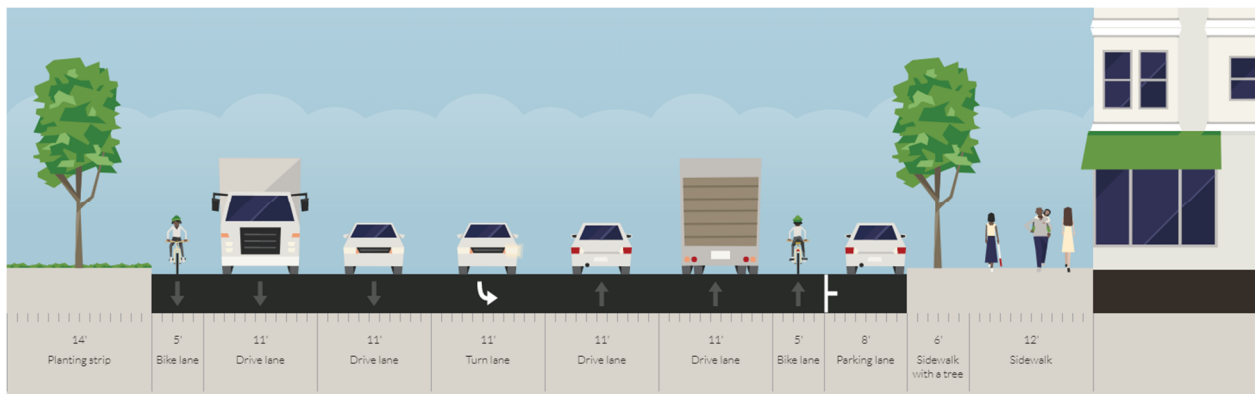 14' 5' 11' 11' 11' 11' 11' 5' 8' 6' 12'
Planting strip Bike lane Drive lane Drive lane Turn lane Drive lane Drive lane Bike lane Parking lane Sidewalk Sidewalk
with a tree